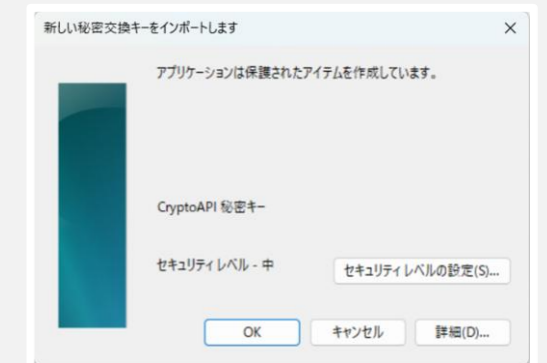 新しい秘密交換キーをインポートします
アプリケーションは保護されたアイテムを作成しています。
CryptoAPI 秘密キー
セキュリティ レベル - 中
セキュリティ レベルの設定(S)...
OK
キャンセル
詳細(D)...